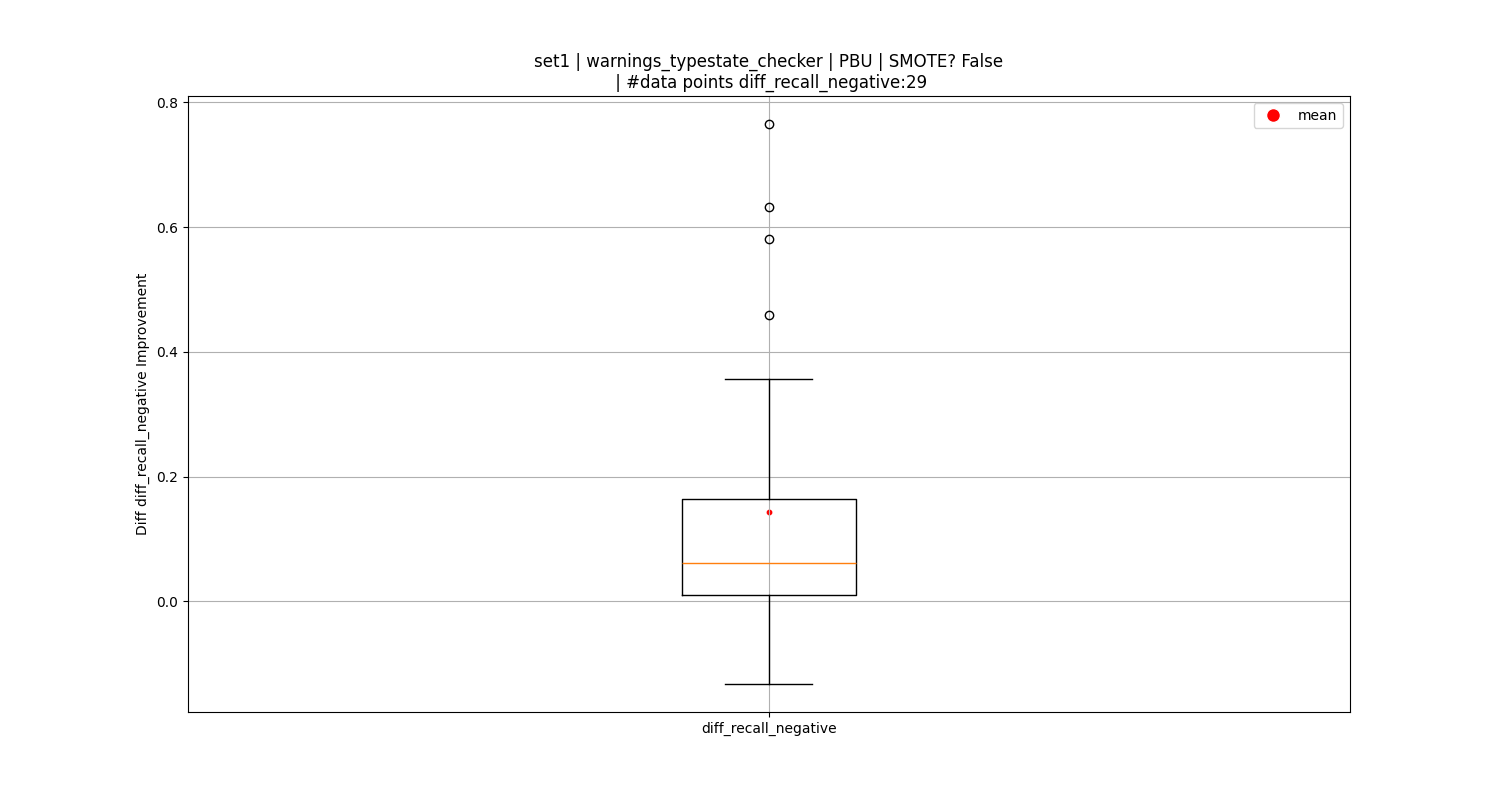 set1 | warnings_typestate_checker | PBU | SMOTE? False
| #data points diff_recall_negative:29
mean
0.8
0.6
0.4
0.2
0.0
Diff diff_recall_negative Improvement
diff_recall_negative